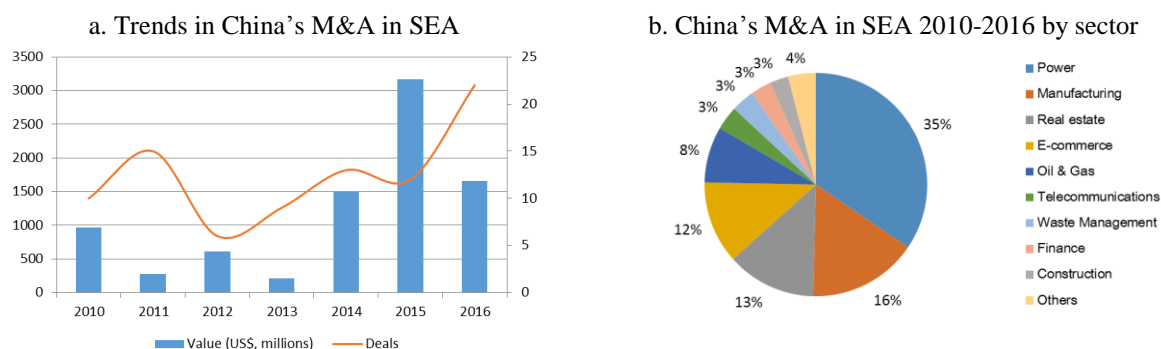 a. Trends in China’s M&A in SEA
3500
3000
2500
2000
1500
1000
500
0
25
20
15
10
5
0
2010 2011 2012 2013 2014 2015 2016
Value (US$, millions) Deals
b. China’s M&A in SEA 2010-2016 by sector
35%
16%
13%
12%
8%
3%
3%
3%
3%
4%
Power
Manufacturing
Real estate
E-commerce
Oil & Gas
Telecommunications
Waste Management
Finance
Construction
Others